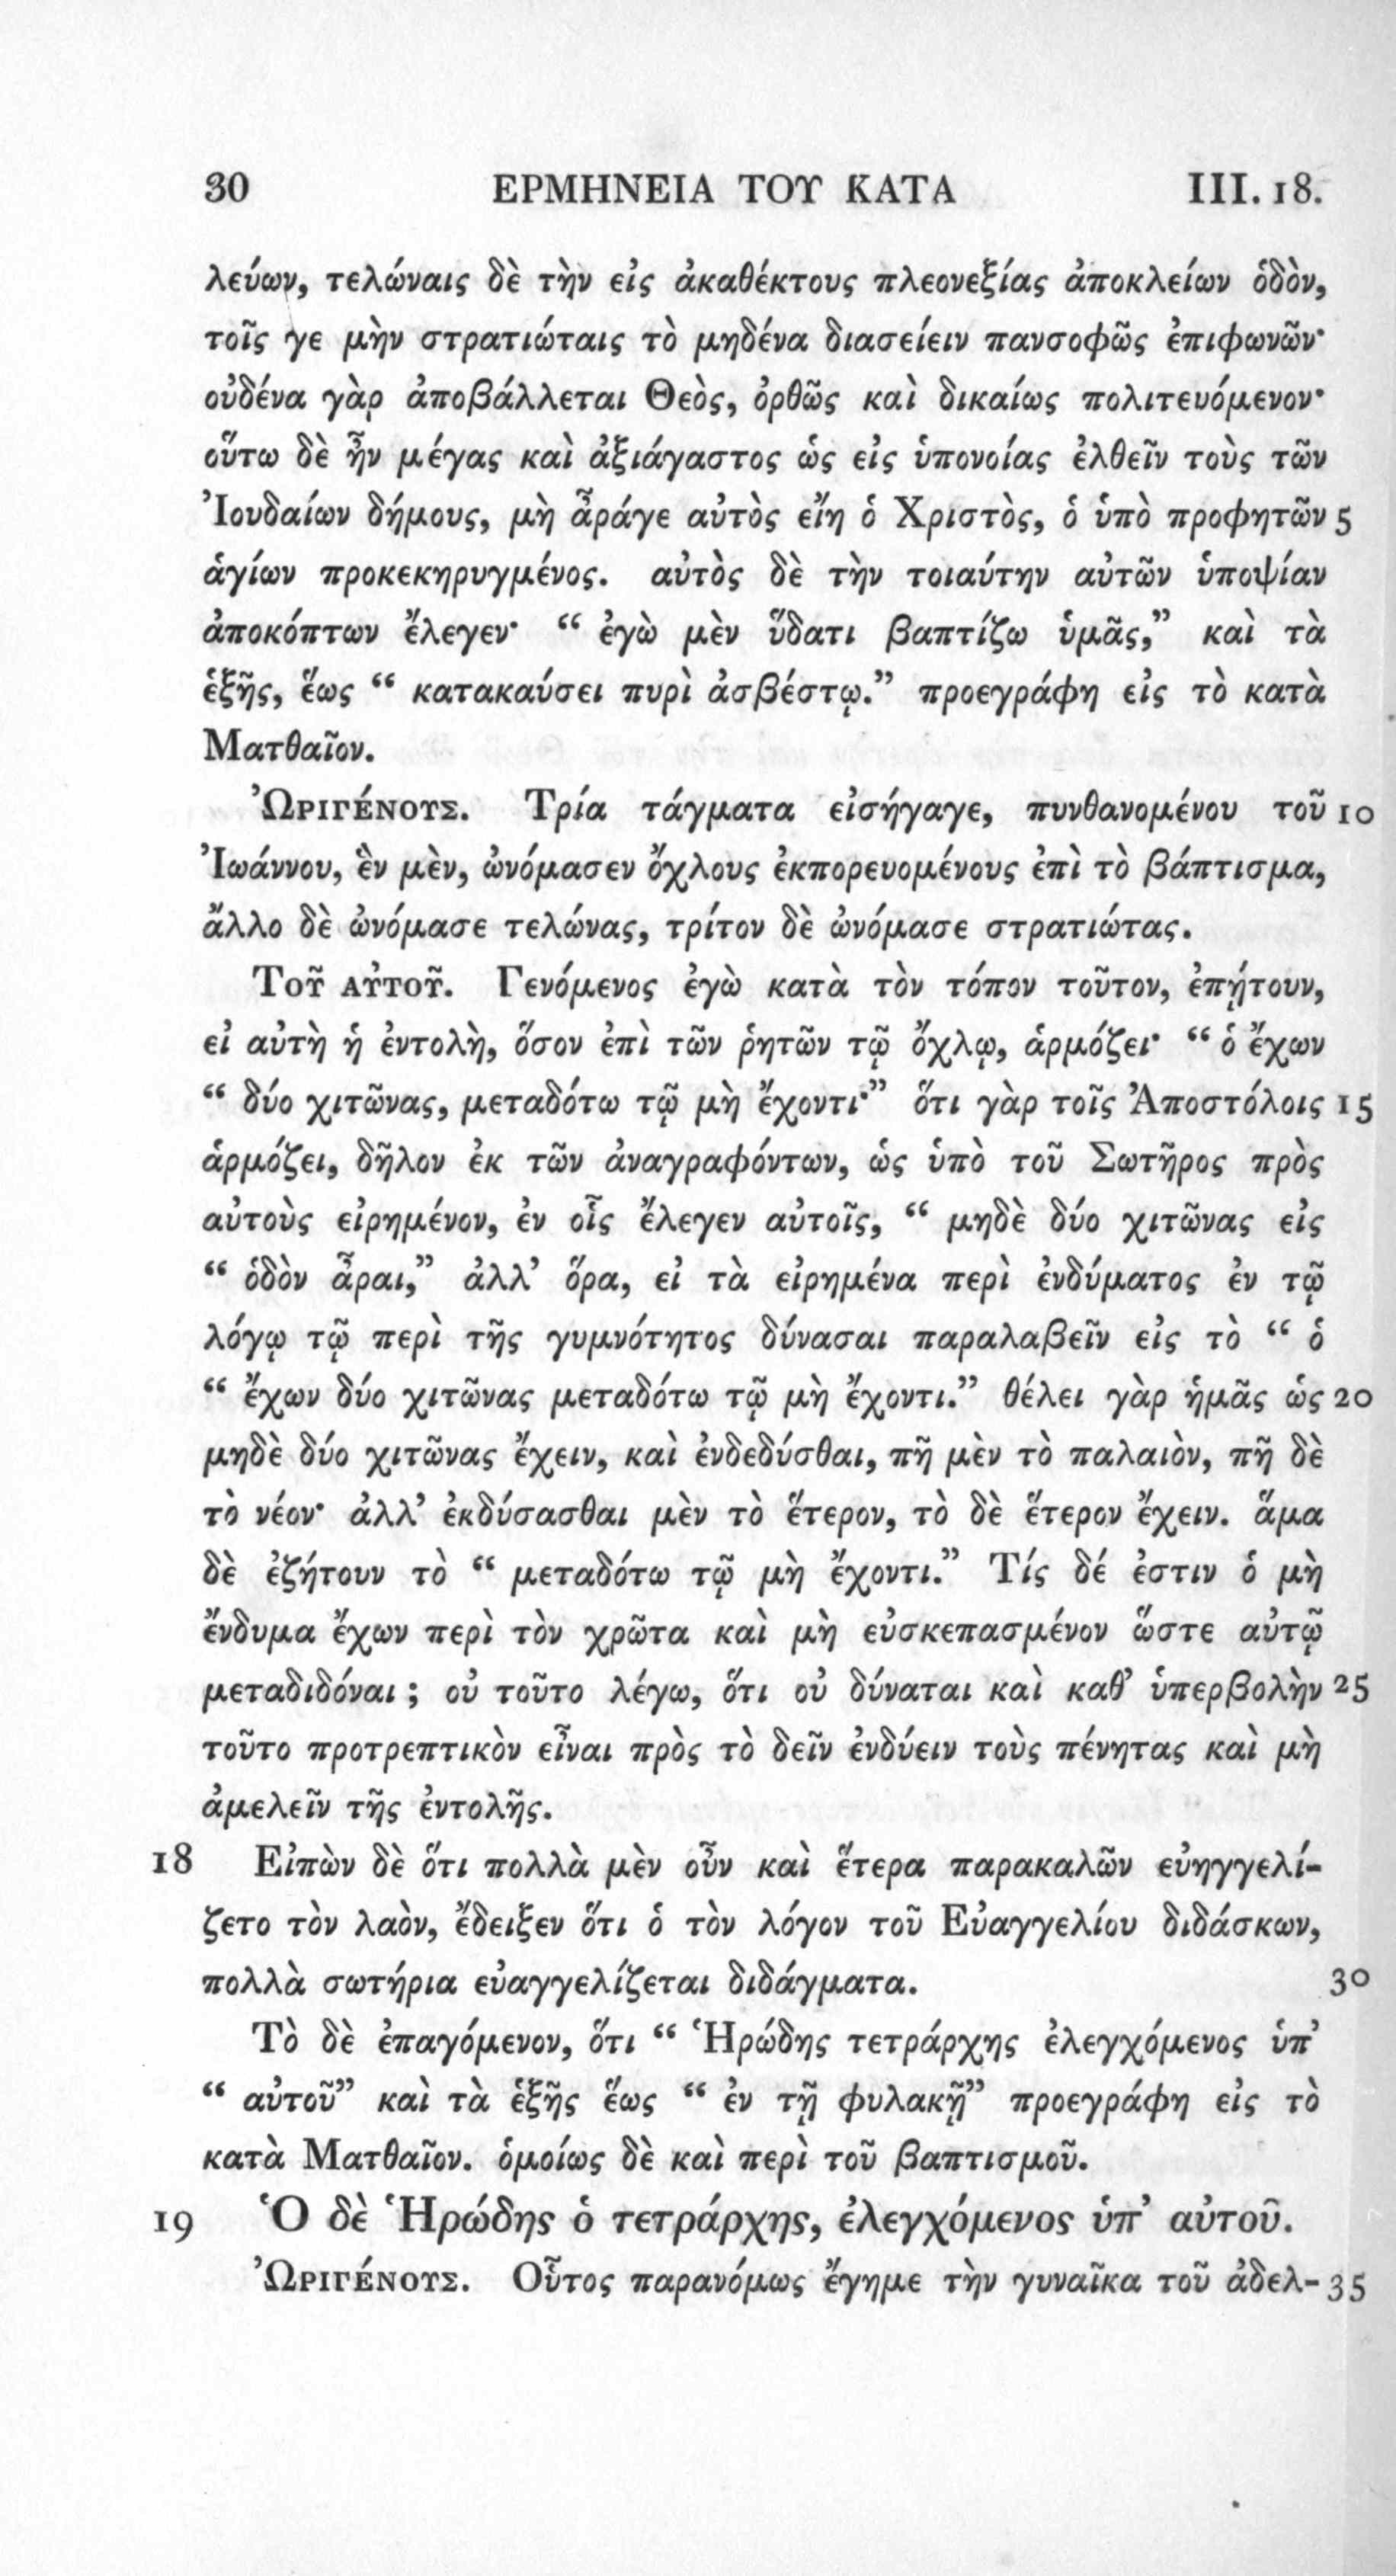 30 ΕΡΜΗΝΕΙΑ ΤΟΥ ΚΑΤΑ III. 18.
λεύων, τελώναις δὲ τὴν εἰς ἀκαθέκτους πλεονεξίας ἀποκλείων ὁδὸν,
τοῖς γε μὴν στρατιώταις τὸ μηδένα διασείειν πανσοφῶς ἐπιφωνῶν·
οὐδένα γὰρ ἀποβάλλεται Θεὸς, ὀρθῶς καὶ δικαίως πολιτευόμενον·
οὕτω δὲ ἦν μέγας καὶ ἀξιάγαστος ὡς εἰς ὑπονοίας ἐλθεῖν τοὺς τῶν
Ἰουδαίων δήμους, μὴ ἆράγε αὐτὸς εἴη ὁ Χριστὸς, ὁ ὑπὸ προφητῶν 5
ἁγίων προκεκηρυγμένος. αὐτὸς δὲ τὴν τοιαύτην αὐτῶν ὑποψίαν
ἀποκόπτων ἔλεγεν· “ ἐγὼ μὲν ὕδατι βαπτίζω ὑμᾶς,” καὶ τὰ
ἑξῆς, ἕως “ κατακαύσει πυρὶ ἀσβέστῳ.” προεγράφη εἰς τὸ κατὰ
Ματθαῖον.
ὨΡΙΓΈΝΟΥΣ. Τρία τάγματα εἰσήγαγε, πυνθανομένου τοῦ 10
Ἰωάννου, ἓν μὲν, ὠνόμασεν ὄχλους ἐκπορευομένους ἐπὶ τὸ βάπτισμα,
ἄλλο δὲ ὠνόμασε τελώνας, τρίτον δὲ ὠνόμασε στρατιώτας.
ΤΟῦ ΑὐΤΟῦ. Γενόμενος ἐγὼ κατὰ τὸν τόπον τοῦτον, ἐπῄτουν,
εἰ αὐτὴ ἡ ἐντολὴ, ὅσον ἐπὶ τῶν ῥητῶν τῷ ὄχλῳ, ἁρμόζει· “ ὁ ἔχων
“ δύο χιτῶνας, μεταδότω τῷ μὴ ἔχοντι·” ὅτι γὰρ τοῖς Ἀποστόλοις 15
ἁρμόζει, δῆλον ἐκ τῶν ἀναγραφόντων, ὡς ὑπὸ τοῦ Σωτῆρος πρὸς
αὐτοὺς εἰρημένον, ἐν οἷς ἔλεγεν αὐτοῖς, “ μηδὲ δύο χιτῶνας εἰς
“ ὁδὸν ἆραι,” ἀλλ’ ὅρα, εἰ τὰ εἰρημένα περὶ ἐνδύματος ἐν τῷ
λόγῳ τῷ περὶ τῆς γυμνότητος δύνασαι παραλαβεῖν εἰς τὸ “ ὁ
“ ἔχων δύο χιτῶνας μεταδότω τῷ μὴ ἔχοντι.” θέλει γὰρ ἡμᾶς ὡς 20
μηδὲ δύο χιτῶνας ἔχειν, καὶ ἐνδεδύσθαι, πῆ μὲν τὸ παλαιὸν, πῆ δὲ
τὸ νέον· ἀλλ’ ἐκδύσασθαι μὲν τὸ ἕτερον, τὸ δὲ ἕτερον ἔχειν. ἅμα
δὲ ἐζήτουν τὸ “ μεταδότω τῷ μὴ ἔχοντι.” Τίς δέ ἐστιν ὁ μὴ
ἔνδυμα ἔχων περὶ τὸν χρῶτα καὶ μὴ εὐσκεπασμένον ὥστε αὐτῷ
μεταδιδόναι ; οὐ τοῦτο λέγω, ὅτι οὐ δύναται καὶ καθ’ ὑπερβολὴν 25
τοῦτο προτρεπτικὸν εἶναι πρὸς τὸ δεῖν ἐνδύειν τοὺς πένητας καὶ μὴ
ἀμελεῖν τῆς ἐντολῆς.
18 Εἰπὼν δὲ ὅτι πολλὰ μὲν οὖν καὶ ἕτερα παρακαλῶν εὐηγγελί-
ζετο τὸν λαὸν, ἔδειξεν ὅτι ὁ τὸν λόγον τοῦ Εὐαγγελίου διδάσκων,
πολλὰ σωτήρια εὐαγγελίζεται διδάγματα. 30
Τὸ δὲ ἐπαγόμενον, ὅτι “ Ἡρώδης τετράρχης ἐλεγχόμενος ὑπ’
“ αὐτοῦ” καὶ τὰ ἑξῆς ἕως “ ἐν τῇ φυλακῇ” προεγράφη εἰς τὸ
κατὰ Ματθαῖον. ὁμοίως δὲ καὶ περὶ τοῦ βαπτισμοῦ.
19 Ὁ δὲ Ἡρώδης ὁ τετράρχης, ἐλεγχόμενος ὑπ’ αὐτοῦ.
ὨΡΙΓΈΝΟΥΣ. Οὗτος παρανόμως ἔγημε τὴν γυναῖκα τοῦ ἀδελ- 35